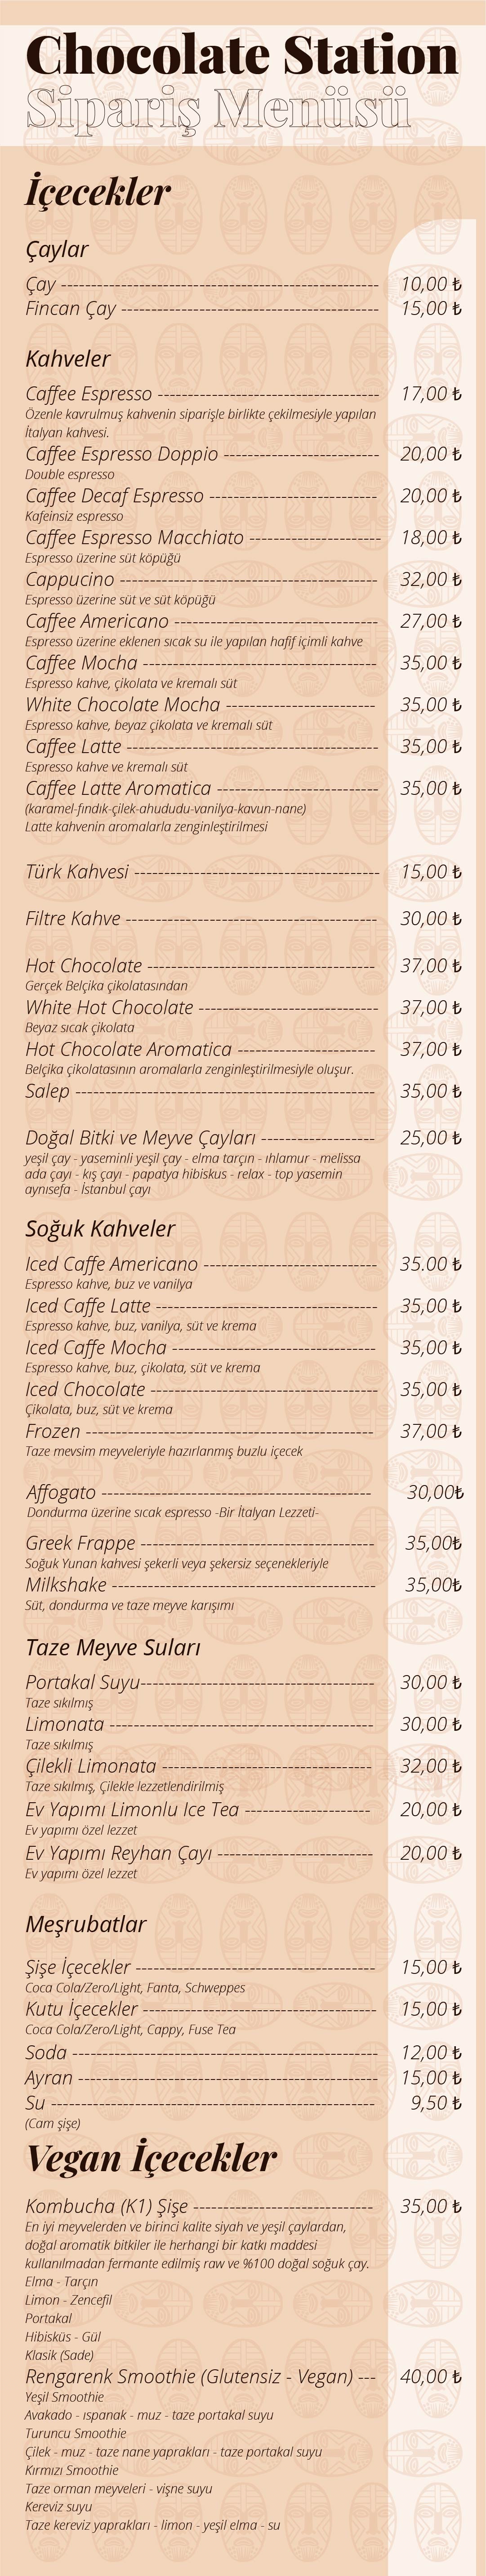 Chocolate Station
Sipariş Menüsü
İçecekler
Çaylar
Çay ---------------------------------------------------- 10,00 ₺
Fincan Çay ------------------------------------------ 15,00 ₺
Kahveler
Caffee Espresso ------------------------------------ 17,00 ₺
Özenle kavrulmuş kahvenin siparişle birlikte çekilmesiyle yapılan
İtalyan kahvesi.
Caffee Espresso Doppio ------------------------- 20,00 ₺
Double espresso
Caffee Decaf Espresso --------------------------- 20,00 ₺
Kafeinsiz espresso
Caffee Espresso Macchiato --------------------- 18,00 ₺
Espresso üzerine süt köpüğü
Cappucino ------------------------------------------ 32,00 ₺
Espresso üzerine süt ve süt köpüğü
Caffee Americano --------------------------------- 27,00 ₺
Espresso üzerine eklenen sıcak su ile yapılan hafif içimli kahve
Caffee Mocha -------------------------------------- 35,00 ₺
Espresso kahve, çikolata ve kremalı süt
White Chocolate Mocha ------------------------ 35,00 ₺
Espresso kahve, beyaz çikolata ve kremalı süt
Caffee Latte ----------------------------------------- 35,00 ₺
Espresso kahve ve kremalı süt
Caffee Latte Aromatica -------------------------- 35,00 ₺
(karamel-fındık-çilek-ahududu-vanilya-kavun-nane)
Latte kahvenin aromalarla zenginleştirilmesi
Türk Kahvesi ---------------------------------------- 15,00 ₺
Filtre Kahve ----------------------------------------- 30,00 ₺
Hot Chocolate ------------------------------------- 37,00 ₺
Gerçek Belçika çikolatasından
White Hot Chocolate ----------------------------- 37,00 ₺
Beyaz sıcak çikolata
Hot Chocolate Aromatica ---------------------- 37,00 ₺
Belçika çikolatasının aromalarla zenginleştirilmesiyle oluşur.
Salep ------------------------------------------------- 35,00 ₺
Doğal Bitki ve Meyve Çayları ------------------ 25,00 ₺
yeşil çay - yaseminli yeşil çay - elma tarçın - ıhlamur - melissa
ada çayı - kış çayı - papatya hibiskus - relax - top yasemin
aynısefa - İstanbul çayı
Soğuk Kahveler
Iced Caffe Americano ---------------------------- 35.00 ₺
Espresso kahve, buz ve vanilya
Iced Caffe Latte ------------------------------------ 35,00 ₺
Espresso kahve, buz, vanilya, süt ve krema
Iced Caffe Mocha --------------------------------- 35,00 ₺
Espresso kahve, buz, çikolata, süt ve krema
Iced Chocolate ------------------------------------- 35,00 ₺
Çikolata, buz, süt ve krema
Frozen ----------------------------------------------- 37,00 ₺
Taze mevsim meyveleriyle hazırlanmış buzlu içecek
Affogato -------------------------------------------- 30,00₺
Dondurma üzerine sıcak espresso -Bir İtalyan Lezzeti-
Greek Frappe -------------------------------------- 35,00₺
Soğuk Yunan kahvesi şekerli veya şekersiz seçenekleriyle
Milkshake ------------------------------------------- 35,00₺
Süt, dondurma ve taze meyve karışımı
Taze Meyve Suları
Portakal Suyu-------------------------------------- 30,00 ₺
Taze sıkılmış
Limonata ------------------------------------------- 30,00 ₺
Taze sıkılmış
Çilekli Limonata ---------------------------------- 32,00 ₺
Taze sıkılmış, Çilekle lezzetlendirilmiş
Ev Yapımı Limonlu Ice Tea -------------------- 20,00 ₺
Ev yapımı özel lezzet
Ev Yapımı Reyhan Çayı ------------------------- 20,00 ₺
Ev yapımı özel lezzet
Meşrubatlar
Şişe İçecekler --------------------------------------- 15,00 ₺
Coca Cola/Zero/Light, Fanta, Schweppes
Kutu İçecekler -------------------------------------- 15,00 ₺
Coca Cola/Zero/Light, Cappy, Fuse Tea
Soda -------------------------------------------------- 12,00 ₺
Ayran ------------------------------------------------- 15,00 ₺
Su ----------------------------------------------------- 9,50 ₺
(Cam şişe)
Vegan İçecekler
Kombucha (K1) Şişe ----------------------------- 35,00 ₺
En iyi meyvelerden ve birinci kalite siyah ve yeşil çaylardan,
doğal aromatik bitkiler ile herhangi bir katkı maddesi
kullanılmadan fermante edilmiş raw ve %100 doğal soğuk çay.
Elma - Tarçın
Limon - Zencefil
Portakal
Hibisküs - Gül
Klasik (Sade)
Rengarenk Smoothie (Glutensiz - Vegan) --- 40,00 ₺
Yeşil Smoothie
Avakado - ıspanak - muz - taze portakal suyu
Turuncu Smoothie
Çilek - muz - taze nane yaprakları - taze portakal suyu
Kırmızı Smoothie
Taze orman meyveleri - vişne suyu
Kereviz suyu
Taze kereviz yaprakları - limon - yeşil elma - su